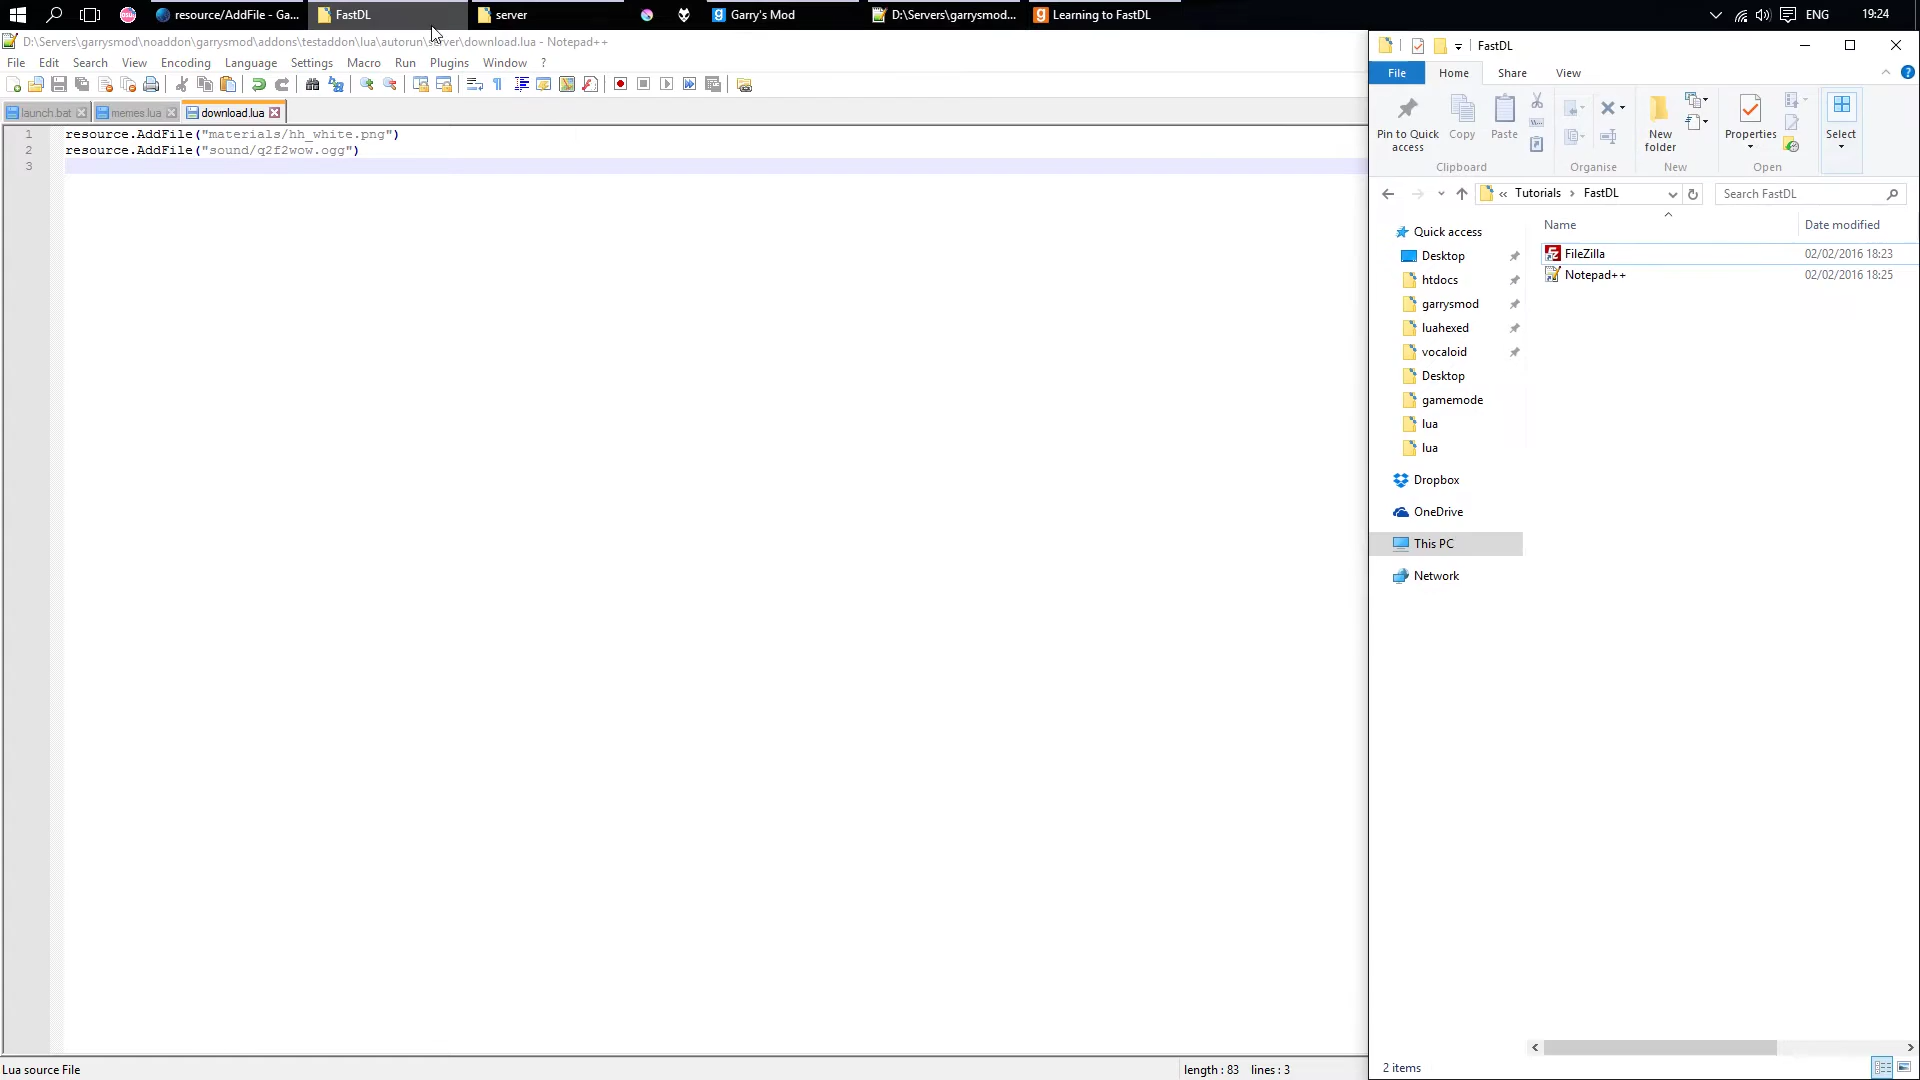 resource/AddFile - Ga...
FastDL
server
Garry's Mod
D:\Servers\garrysmod...
Learning to FastDL
ENG
19:24
D:\Servers\garrysmod\noaddon\garrysmod\addons\testaddon\lua\autorun\server\download.lua - Notepad++
File Edit Search View Encoding Language Settings Macro Run Plugins Window ?
launch.bat
memes.lua
download.lua
1 resource.AddFile("materials/hh_white.png")
2 resource.AddFile("sound/q2f2wow.ogg")
3
Lua source File
length : 83 lines : 3
FastDL
File Home Share View
Pin to Quick access
Copy
Paste
Clipboard
Organise
New folder
New
Properties
Open
Select
« Tutorials › FastDL
Search FastDL
Name
Date modified
FileZilla 02/02/2016 18:23
Notepad++ 02/02/2016 18:25
Quick access
Desktop
htdocs
garrysmod
luahexed
vocaloid
Desktop
gamemode
lua
lua
Dropbox
OneDrive
This PC
Network
2 items